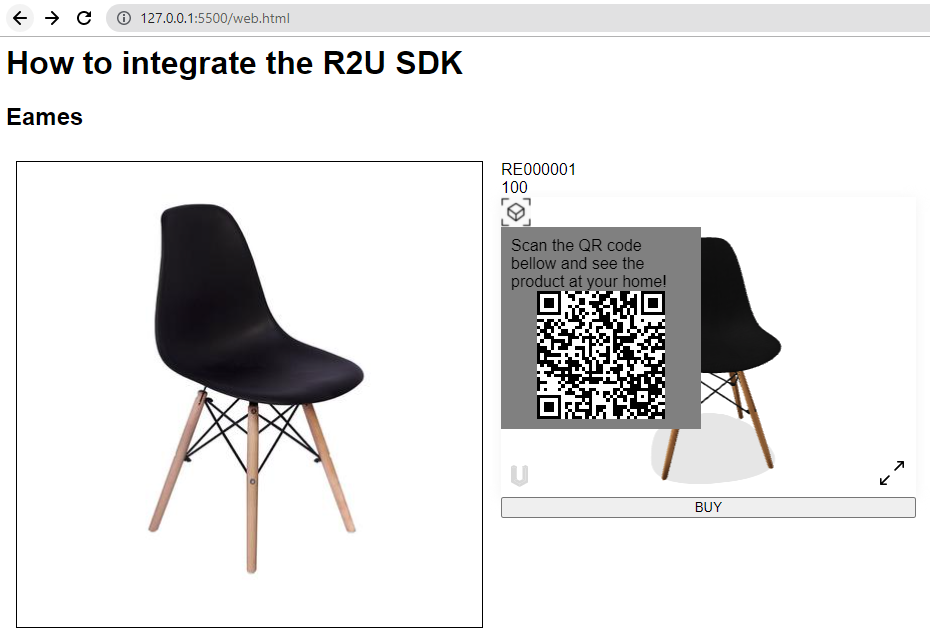 127.0.0.1:5500/web.html
How to integrate the R2U SDK
Eames
RE000001
100
Scan the QR code
bellow and see the
product at your home!
BUY